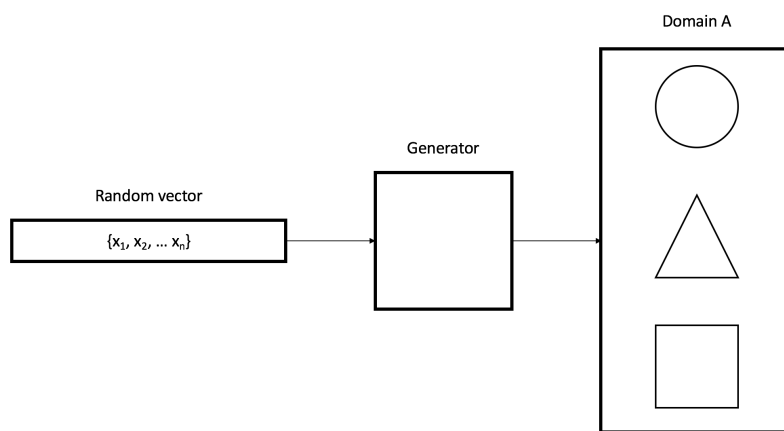 Domain A
Generator
Random vector
{x₁, x₂, ... xₙ}